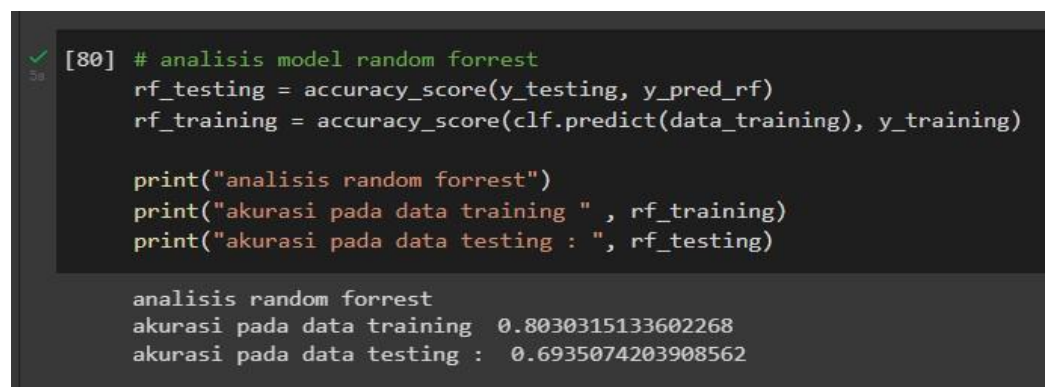 [80] # analisis model random forrest
5s
rf_testing = accuracy_score(y_testing, y_pred_rf)
rf_training = accuracy_score(clf.predict(data_training), y_training)
print("analisis random forrest")
print("akurasi pada data training " , rf_training)
print("akurasi pada data testing : ", rf_testing)
analisis random forrest
akurasi pada data training  0.8030315133602268
akurasi pada data testing :  0.6935074203908562